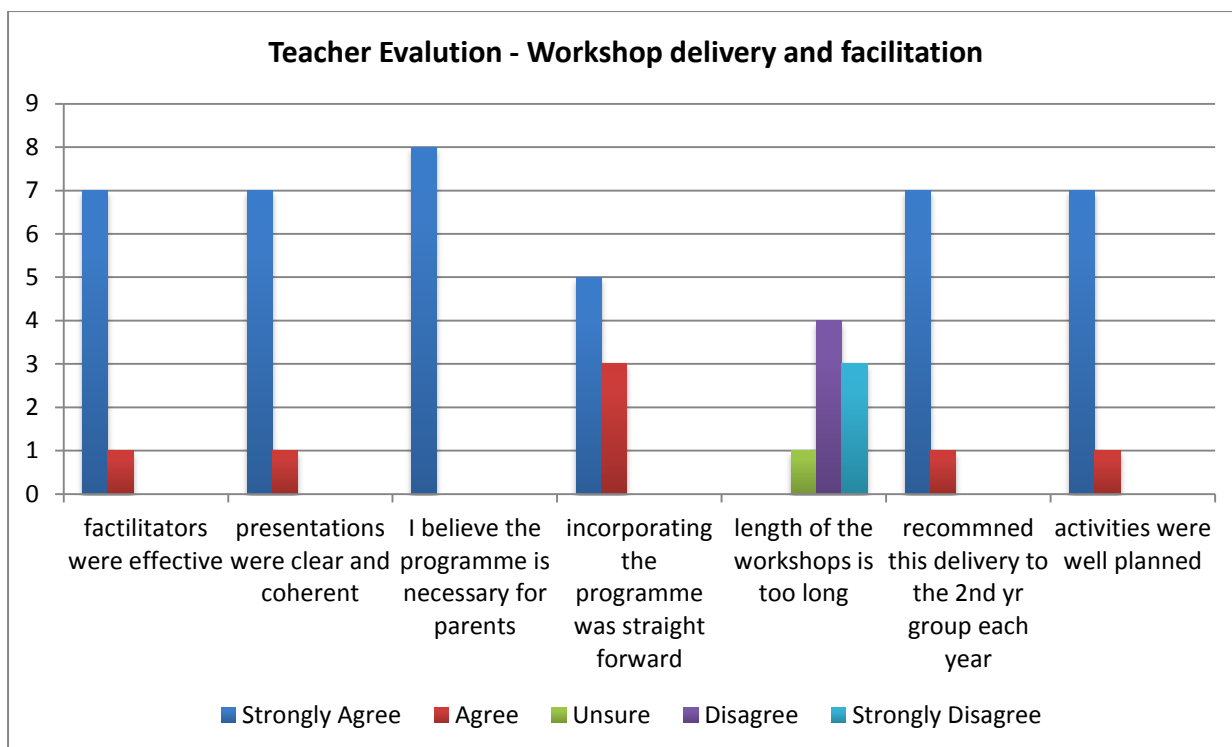 Teacher Evalution - Workshop delivery and facilitation
9
8
7
6
5
4
3
2
1
0
factilitators
were effective
presentations
were clear and
coherent
I believe the
programme is
necessary for
parents
incorporating
the
programme
was straight
forward
length of the
workshops is
too long
recommned
this delivery to
the 2nd yr
group each
year
activities were
well planned
Strongly Agree Agree Unsure Disagree Strongly Disagree